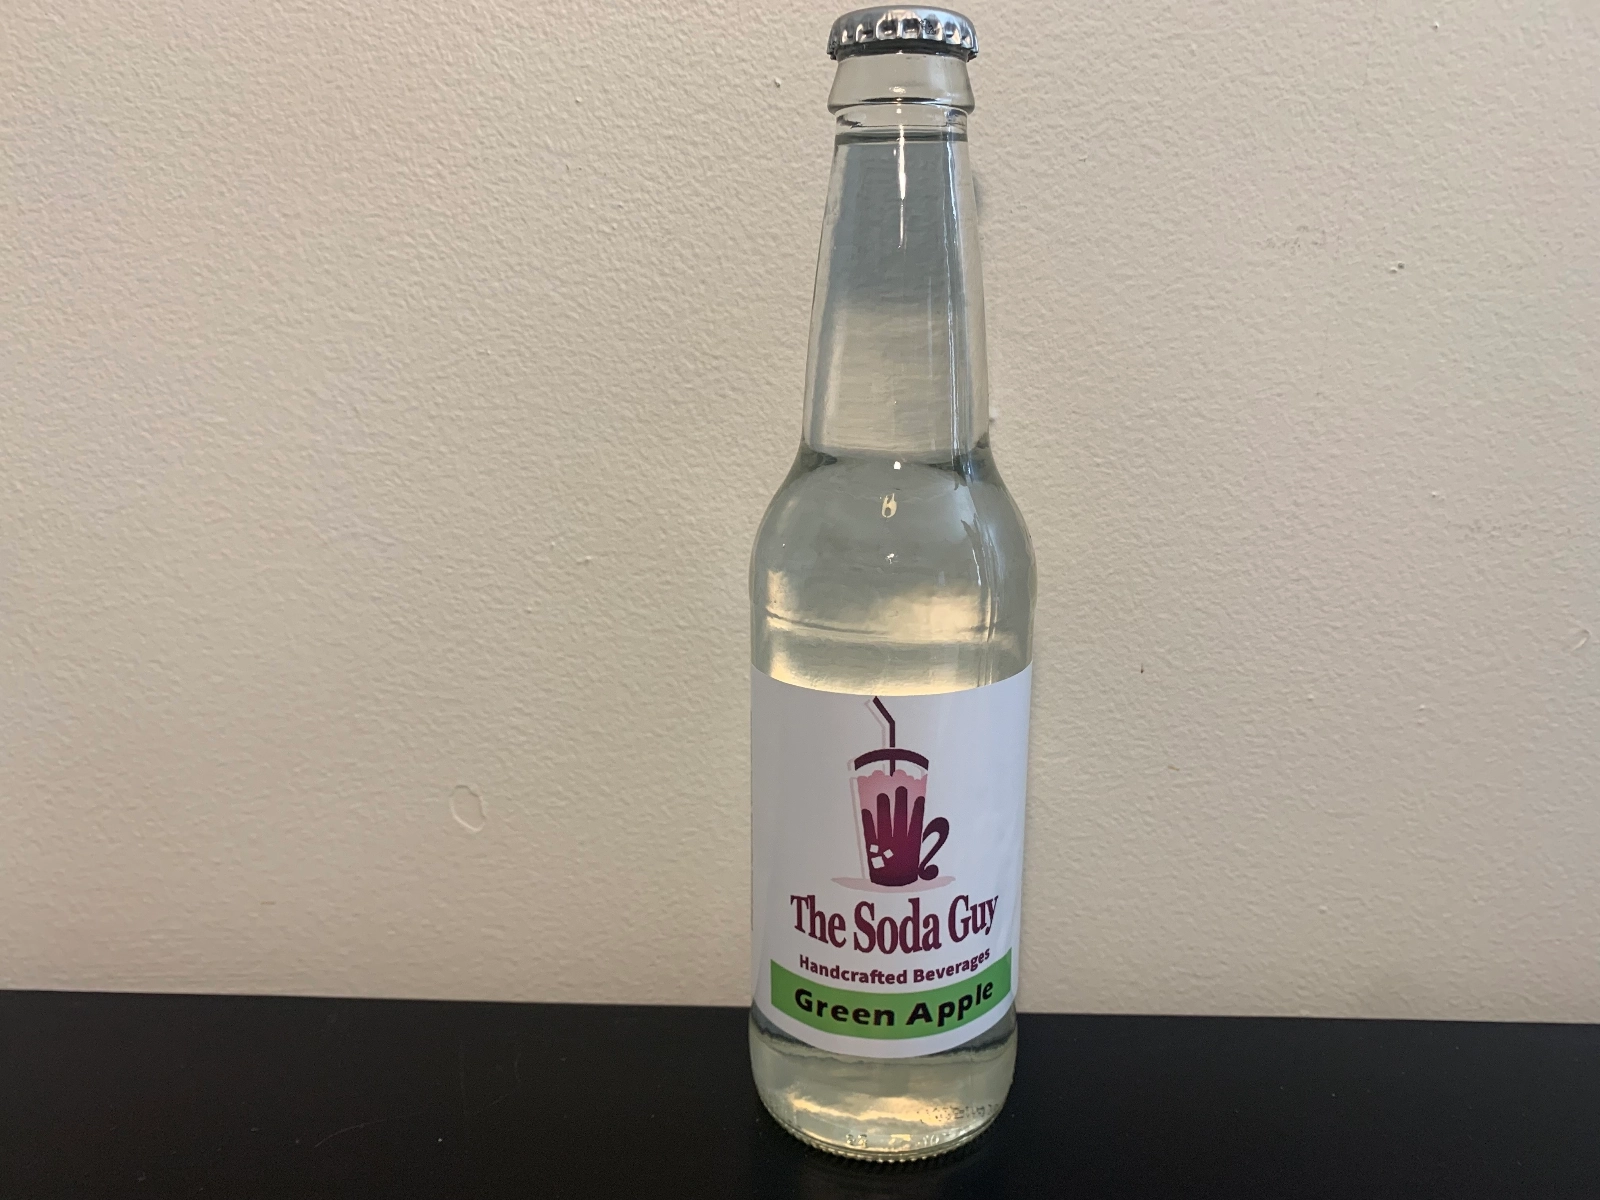 The Soda Guy
Handcrafted Beverages
Green Apple